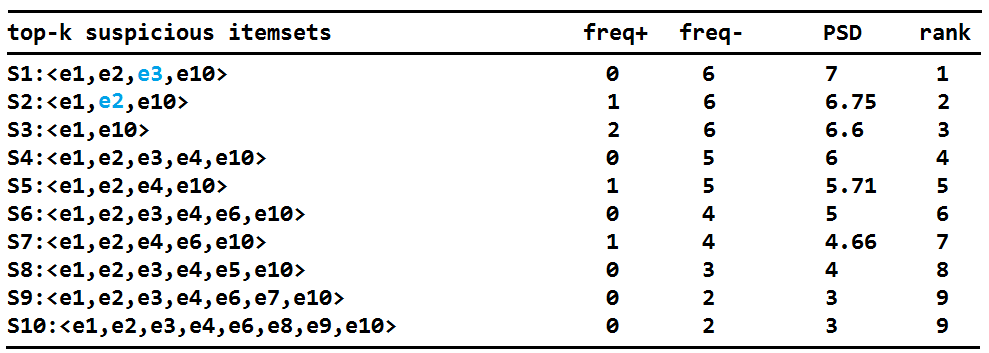 top-k suspicious itemsets freq+ freq- PSD rank
S1:<e1,e2,e3,e10> 0 6 7 1
S2:<e1,e2,e10> 1 6 6.75 2
S3:<e1,e10> 2 6 6.6 3
S4:<e1,e2,e3,e4,e10> 0 5 6 4
S5:<e1,e2,e4,e10> 1 5 5.71 5
S6:<e1,e2,e3,e4,e6,e10> 0 4 5 6
S7:<e1,e2,e4,e6,e10> 1 4 4.66 7
S8:<e1,e2,e3,e4,e5,e10> 0 3 4 8
S9:<e1,e2,e3,e4,e6,e7,e10> 0 2 3 9
S10:<e1,e2,e3,e4,e6,e8,e9,e10> 0 2 3 9